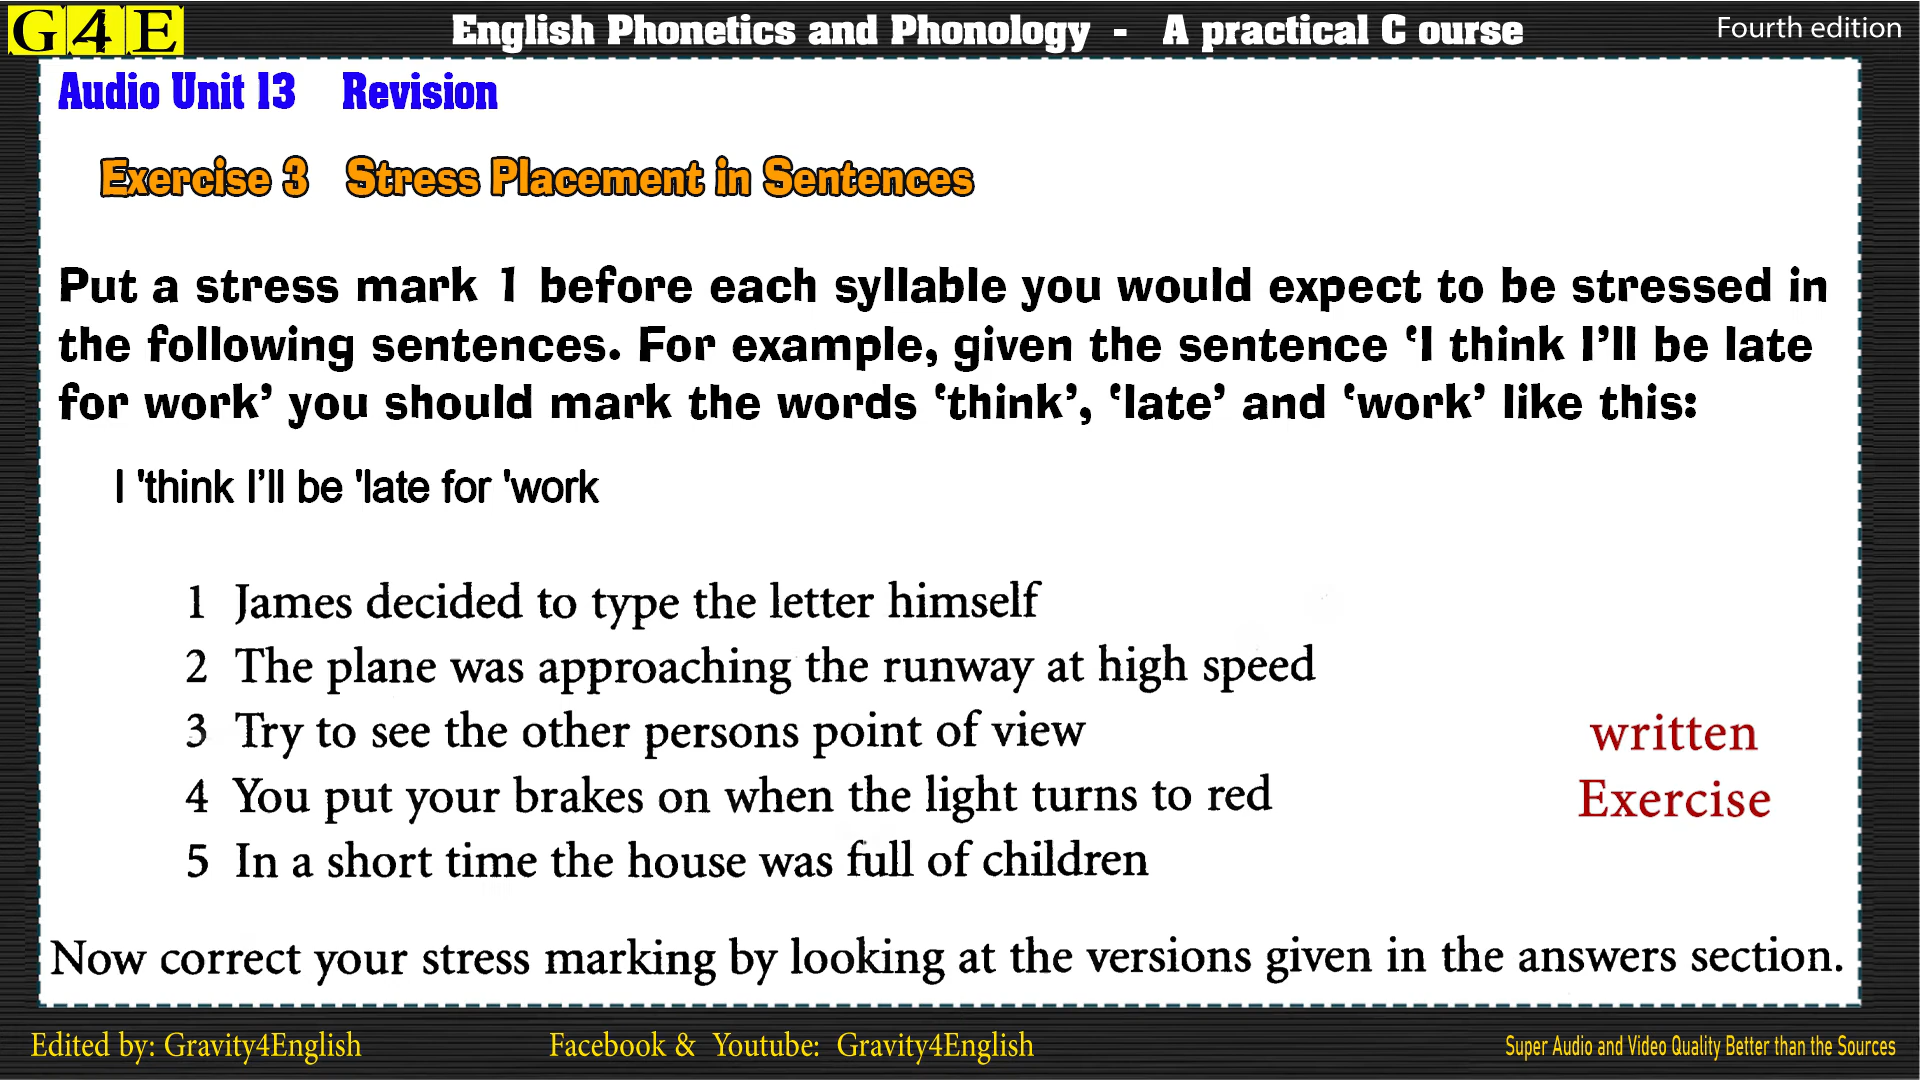 G4E English Phonetics and Phonology - A practical C ourse Fourth edition
Audio Unit 13 Revision
Exercise 3 Stress Placement in Sentences
Put a stress mark 1 before each syllable you would expect to be stressed in
the following sentences. For example, given the sentence ‘I think I’ll be late
for work’ you should mark the words ‘think’, ‘late’ and ‘work’ like this:
I 'think I’ll be 'late for 'work
1 James decided to type the letter himself
2 The plane was approaching the runway at high speed
3 Try to see the other persons point of view
4 You put your brakes on when the light turns to red
5 In a short time the house was full of children
written
Exercise
Now correct your stress marking by looking at the versions given in the answers section.
Edited by: Gravity4English Facebook & Youtube: Gravity4English Super Audio and Video Quality Better than the Sources